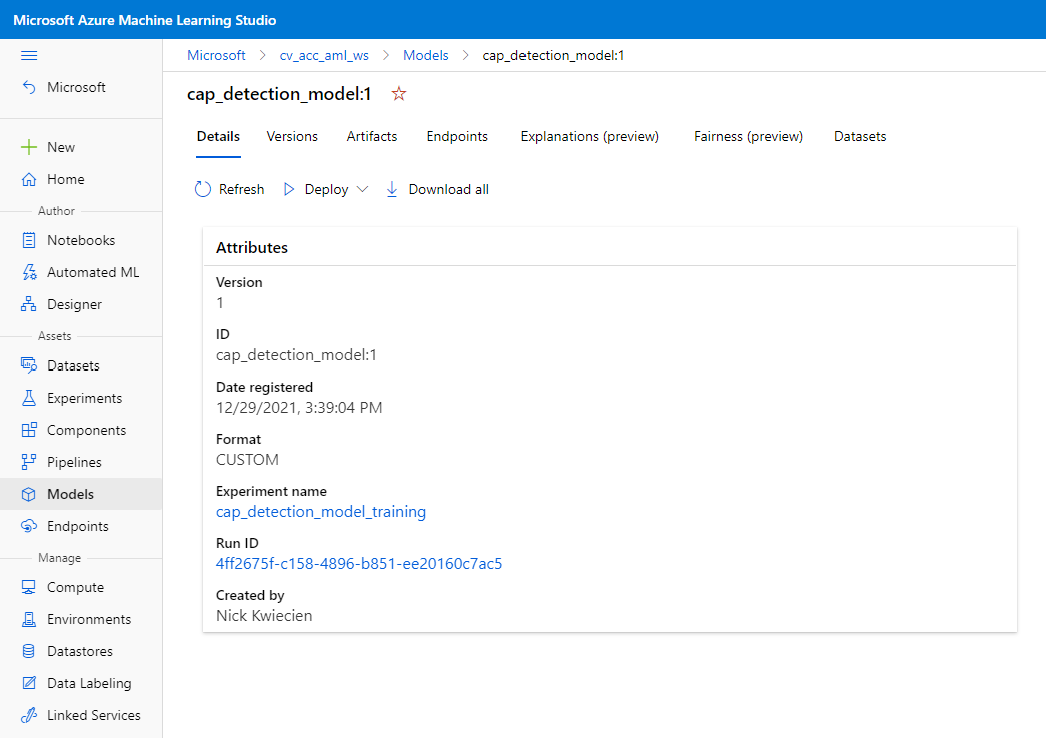 Microsoft Azure Machine Learning Studio
Microsoft
New
Home
Author
Notebooks
Automated ML
Designer
Assets
Datasets
Experiments
Components
Pipelines
Models
Endpoints
Manage
Compute
Environments
Datastores
Data Labeling
Linked Services
Microsoft > cv_acc_aml_ws > Models > cap_detection_model:1
cap_detection_model:1
Details Versions Artifacts Endpoints Explanations (preview) Fairness (preview) Datasets
Refresh Deploy Download all
Attributes
Version
1
ID
cap_detection_model:1
Date registered
12/29/2021, 3:39:04 PM
Format
CUSTOM
Experiment name
cap_detection_model_training
Run ID
4ff2675f-c158-4896-b851-ee20160c7ac5
Created by
Nick Kwiecien